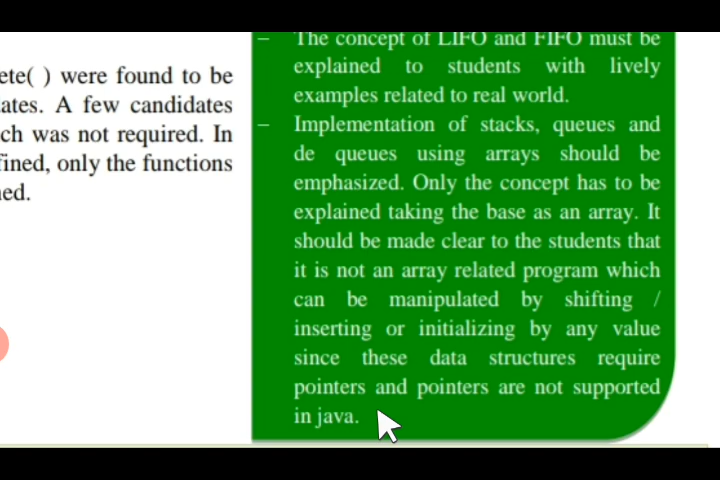 ete( ) were found to be
ates. A few candidates
ch was not required. In
fined, only the functions
ned.
– The concept of LIFO and FIFO must be
explained to students with lively
examples related to real world.
– Implementation of stacks, queues and
de queues using arrays should be
emphasized. Only the concept has to be
explained taking the base as an array. It
should be made clear to the students that
it is not an array related program which
can be manipulated by shifting /
inserting or initializing by any value
since these data structures require
pointers and pointers are not supported
in java.